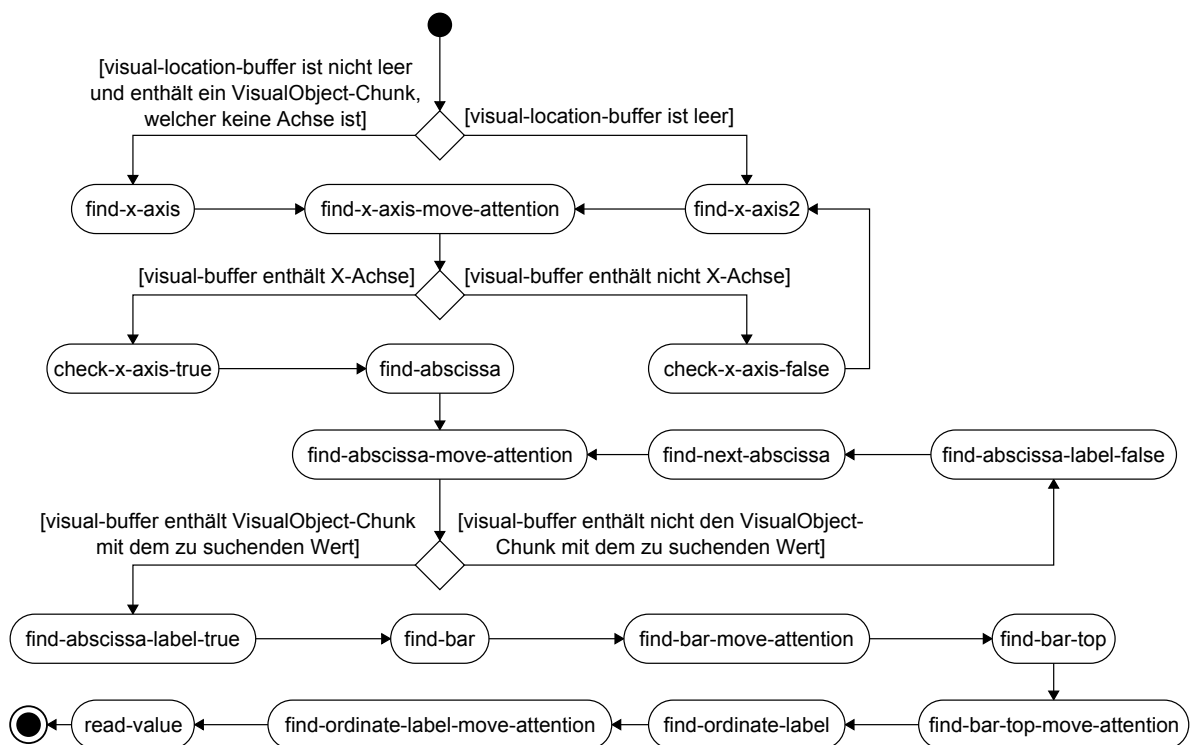 [visual-location-buffer ist nicht leer
und enthält ein VisualObject-Chunk,
welcher keine Achse ist]
[visual-location-buffer ist leer]
find-x-axis
find-x-axis-move-attention
find-x-axis2
[visual-buffer enthält X-Achse]
[visual-buffer enthält nicht X-Achse]
check-x-axis-true
find-abscissa
check-x-axis-false
find-abscissa-move-attention
find-next-abscissa
find-abscissa-label-false
[visual-buffer enthält VisualObject-Chunk
mit dem zu suchenden Wert]
[visual-buffer enthält nicht den VisualObject-
Chunk mit dem zu suchenden Wert]
find-abscissa-label-true
find-bar
find-bar-move-attention
find-bar-top
read-value
find-ordinate-label-move-attention
find-ordinate-label
find-bar-top-move-attention